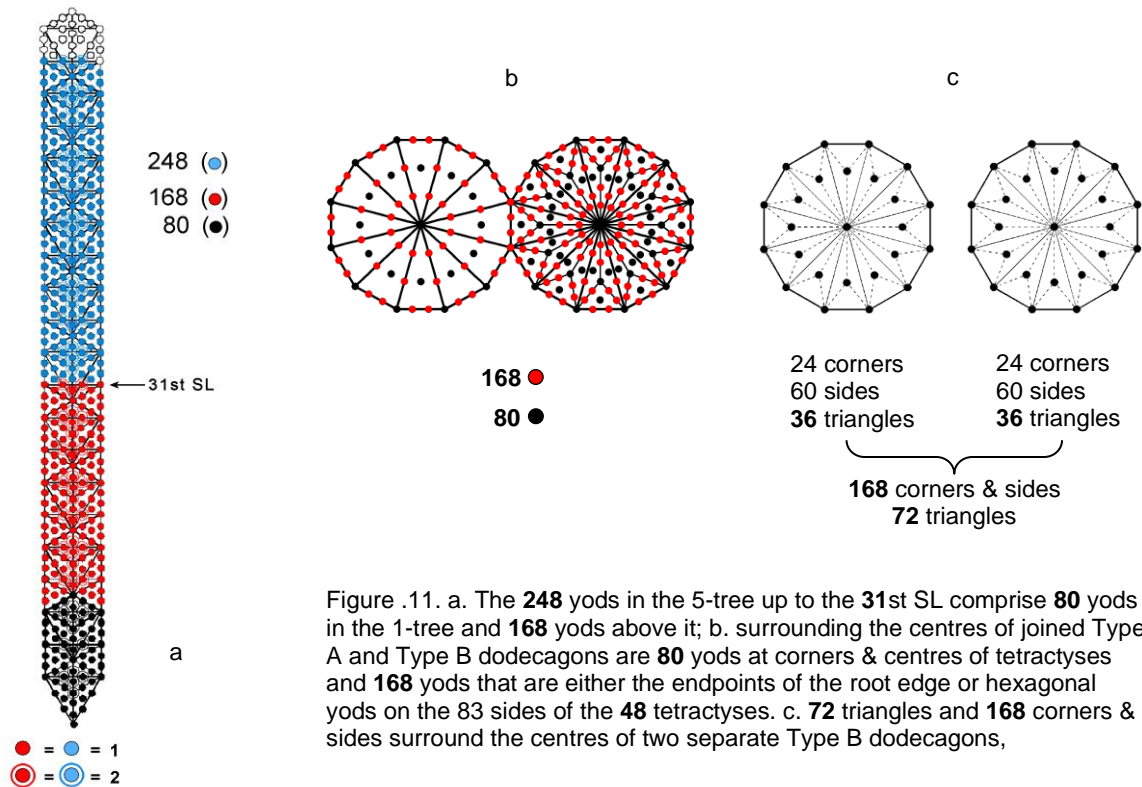 b
c
248 ( )
168 ( )
80 ( )
31st SL
a
= = 1
= = 2
168
80
24 corners
60 sides
36 triangles
24 corners
60 sides
36 triangles
168 corners & sides
72 triangles
Figure .11. a. The 248 yods in the 5-tree up to the 31st SL comprise 80 yods
in the 1-tree and 168 yods above it; b. surrounding the centres of joined Type
A and Type B dodecagons are 80 yods at corners & centres of tetractyses
and 168 yods that are either the endpoints of the root edge or hexagonal
yods on the 83 sides of the 48 tetractyses. c. 72 triangles and 168 corners &
sides surround the centres of two separate Type B dodecagons,